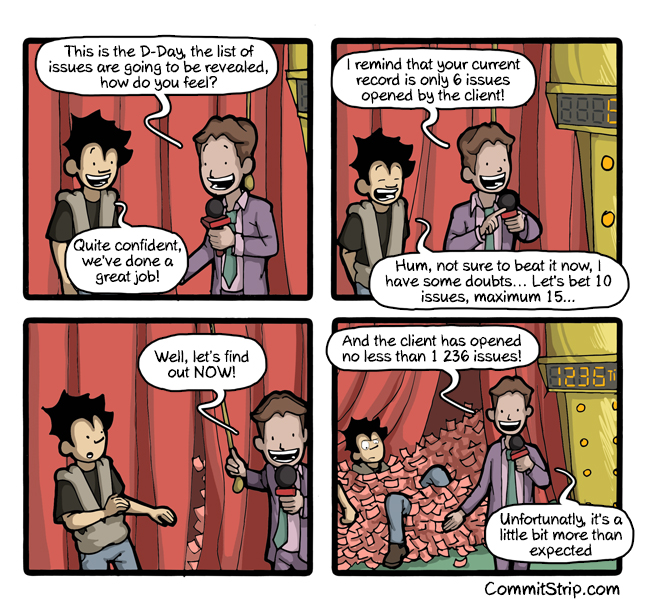 This is the D-Day, the list of
issues are going to be revealed,
how do you feel?
Quite confident,
we've done a
great job!
I remind that your current
record is only 6 issues
opened by the client!
Hum, not sure to beat it now, I
have some doubts... Let's bet 10
issues, maximum 15...
Well, let's find
out NOW!
And the client has opened
no less than 1 236 issues!
1235
Unfortunatly, it's a
little bit more than
expected
CommitStrip.com